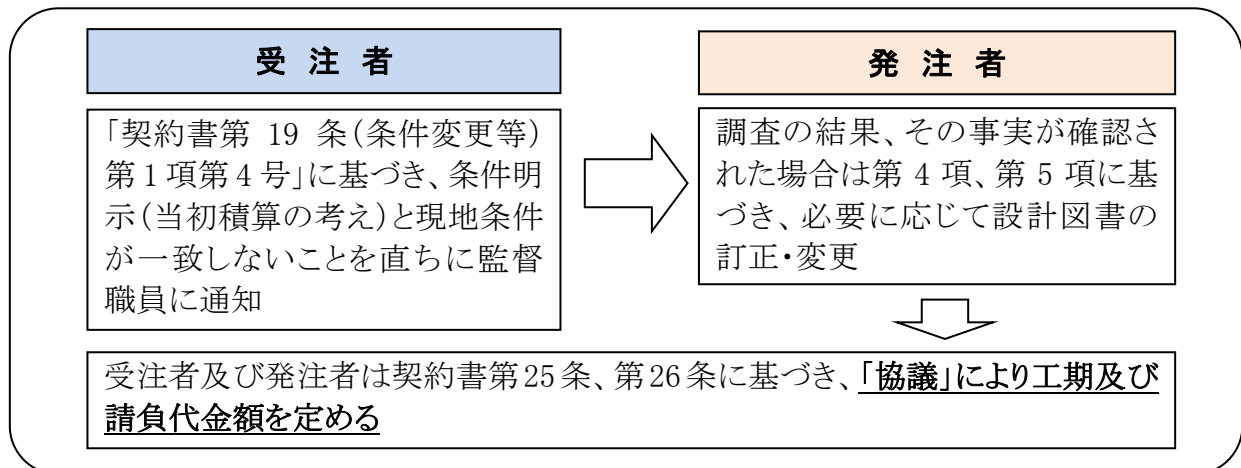 受 注 者
「契約書第 19 条(条件変更等)
第1項第4号」に基づき、条件明
示(当初積算の考え)と現地条件
が一致しないことを直ちに監督
職員に通知
発 注 者
調査の結果、その事実が確認さ
れた場合は第 4 項、第 5 項に基
づき、必要に応じて設計図書の
訂正・変更
受注者及び発注者は契約書第25条、第26条に基づき、「協議」により工期及び
請負代金額を定める